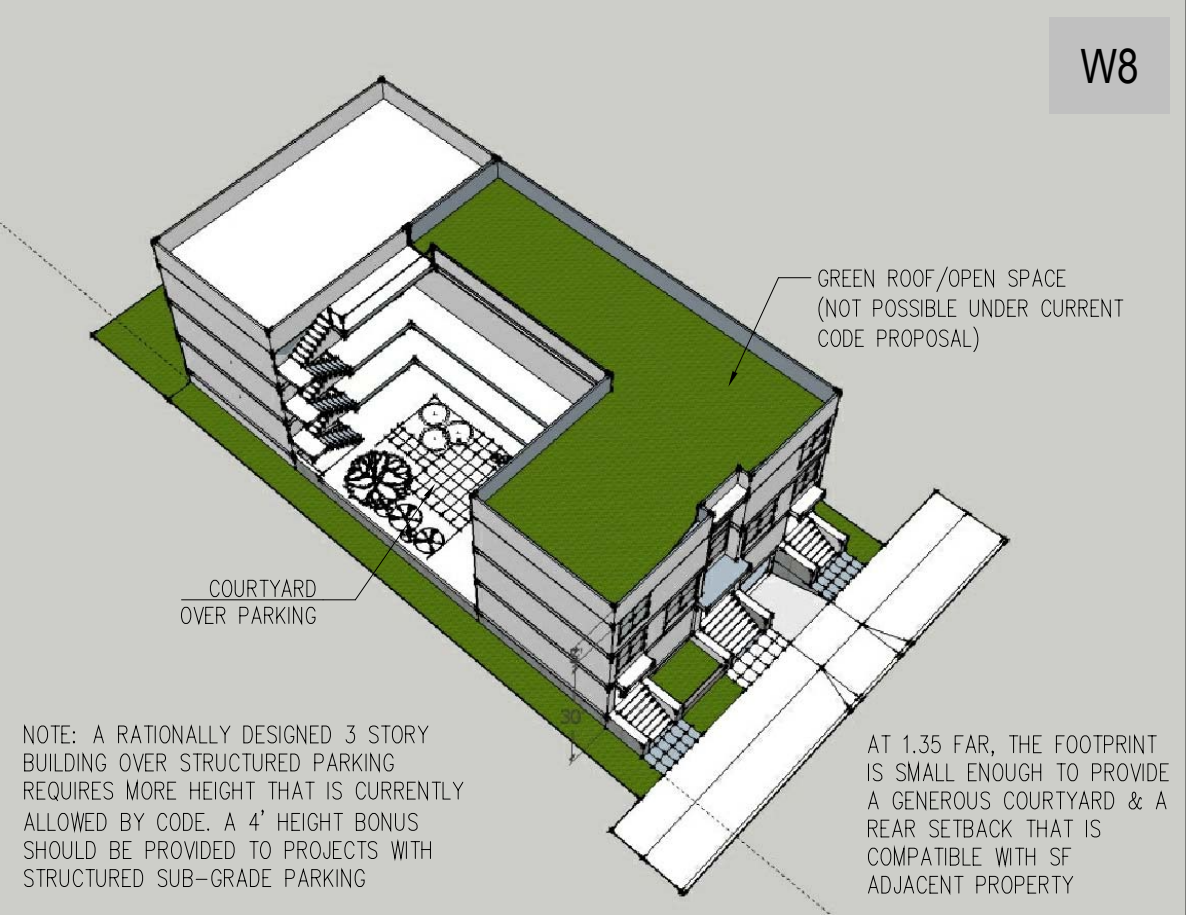 W8
GREEN ROOF/OPEN SPACE
(NOT POSSIBLE UNDER CURRENT
CODE PROPOSAL)
COURTYARD
OVER PARKING
30'
NOTE: A RATIONALLY DESIGNED 3 STORY
BUILDING OVER STRUCTURED PARKING
REQUIRES MORE HEIGHT THAT IS CURRENTLY
ALLOWED BY CODE. A 4' HEIGHT BONUS
SHOULD BE PROVIDED TO PROJECTS WITH
STRUCTURED SUB-GRADE PARKING
AT 1.35 FAR, THE FOOTPRINT
IS SMALL ENOUGH TO PROVIDE
A GENEROUS COURTYARD & A
REAR SETBACK THAT IS
COMPATIBLE WITH SF
ADJACENT PROPERTY